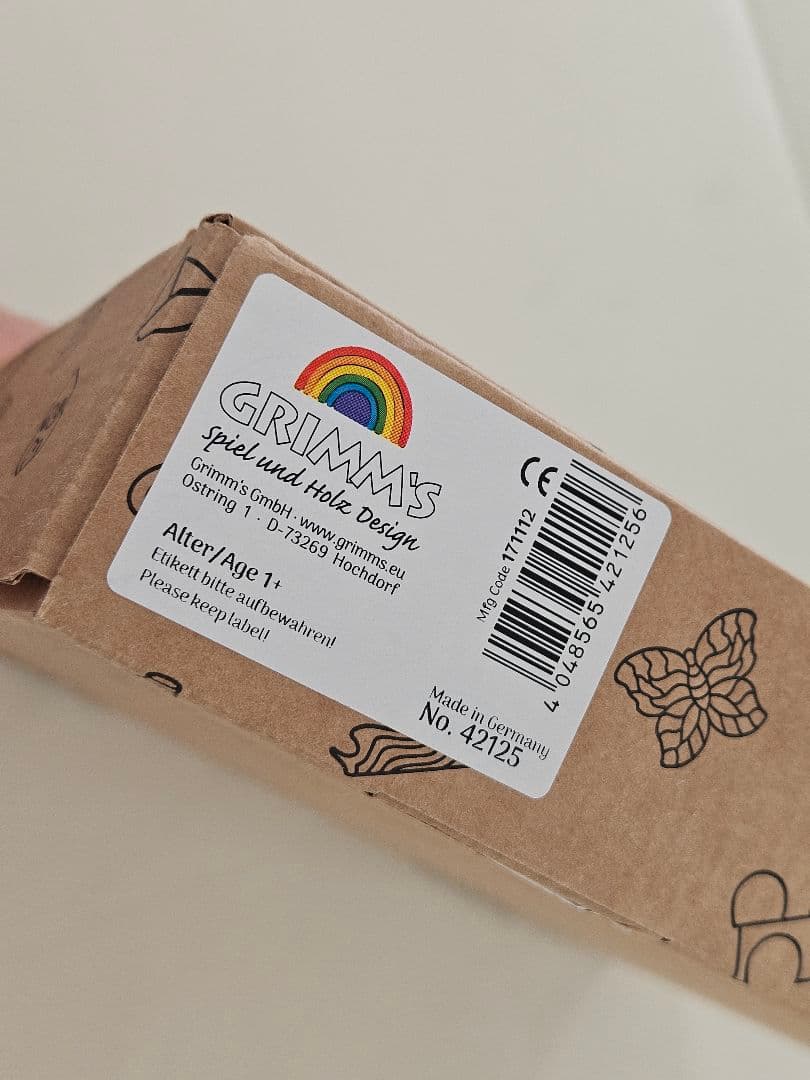 GRIMM'S
Spiel und Holz Design
Grimm's GmbH · www.grimms.eu
Ostring 1 · D-73269 Hochdorf
Alter/Age 1+
Etikett bitte aufbewahren!
Please keep label!
CE
Mfg Code 171112
4 048565 421256
Made in Germany
No. 42125